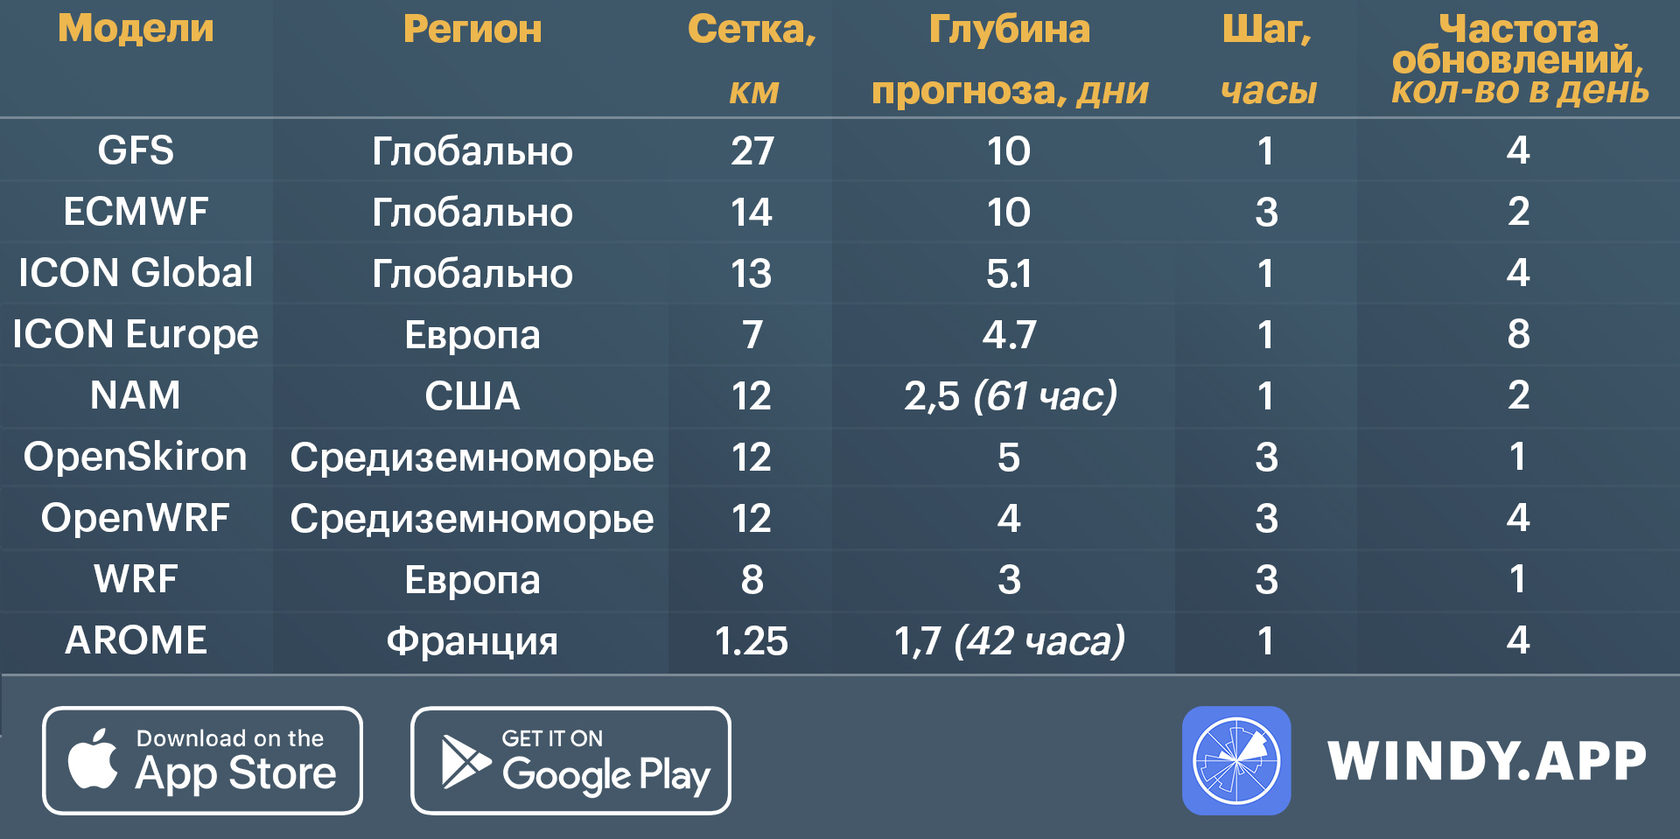 Модели Регион Сетка, км Глубина прогноза, дни Шаг, часы Частота обновлений, кол-во в день
GFS Глобально 27 10 1 4
ECMWF Глобально 14 10 3 2
ICON Global Глобально 13 5.1 1 4
ICON Europe Европа 7 4.7 1 8
NAM США 12 2,5 (61 час) 1 2
OpenSkiron Средиземноморье 12 5 3 1
OpenWRF Средиземноморье 12 4 3 4
WRF Европа 8 3 3 1
AROME Франция 1.25 1,7 (42 часа) 1 4
Download on the
App Store
GET IT ON
Google Play
WINDY.APP